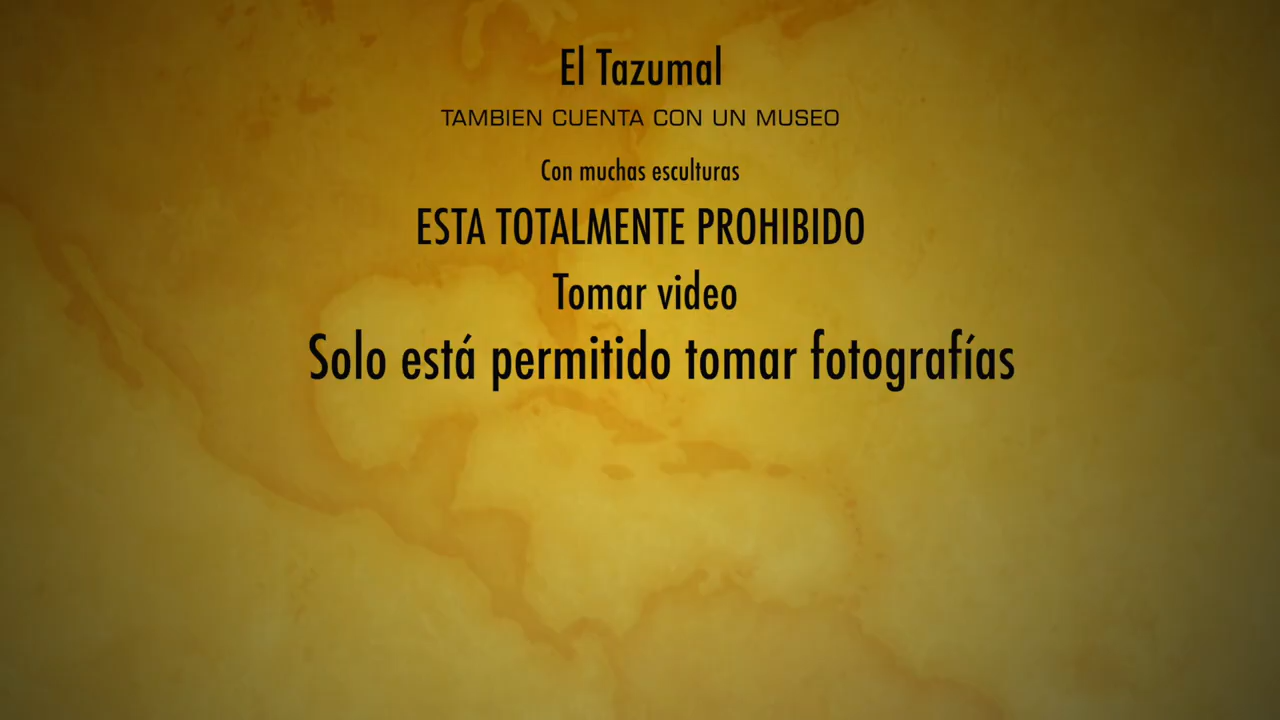 El Tazumal
TAMBIEN CUENTA CON UN MUSEO
Con muchas esculturas
ESTA TOTALMENTE PROHIBIDO
Tomar video
Solo está permitido tomar fotografías